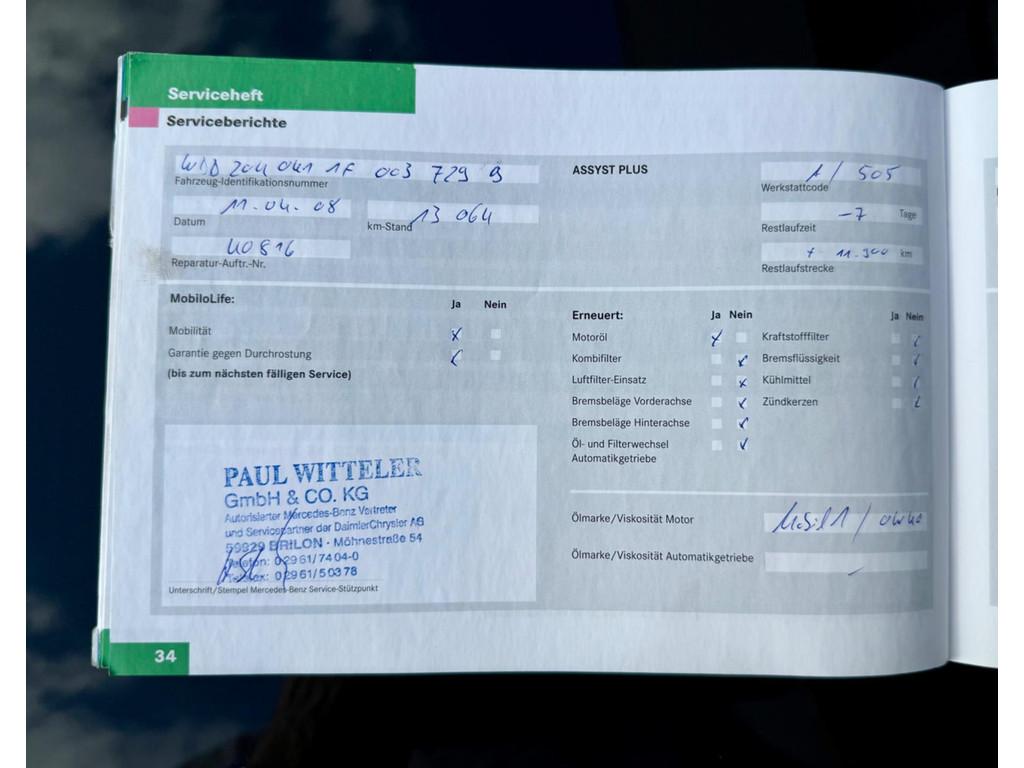 Serviceheft
Serviceberichte
WDD 204 041 1F 003 729 
Fahrzeug-Identifikationsnummer
11.04.08
Datum
13 064
km-Stand
40816
Reparatur-Auftr.-Nr.
ASSYST PLUS
1/505
Werkstattcode
-7 Tage
Restlaufzeit
+ 11.900 km
Restlaufstrecke
MobiloLife:
Ja Nein
Mobilität x
Garantie gegen Durchrostung
(bis zum nächsten fälligen Service)
Erneuert:
Ja Nein
Motoröl x
Kombifilter
Luftfilter-Einsatz x
Bremsbeläge Vorderachse
Bremsbeläge Hinterachse
Öl- und Filterwechsel
Automatikgetriebe
Ja Nein
Kraftstofffilter
Bremsflüssigkeit
Kühlmittel
Zündkerzen
Ölmarke/Viskosität Motor
Mobil 1 / 0W40
Ölmarke/Viskosität Automatikgetriebe
PAUL WITTELER
GmbH & CO. KG
Autorisierter Mercedes-Benz Vertreter
und Servicepartner der DaimlerChrysler AG
59929 BRILON · Möhnestraße 54
Telefon: 02961/7404-0
Telefax: 02961/50378
Unterschrift/Stempel Mercedes-Benz Service-Stützpunkt
34